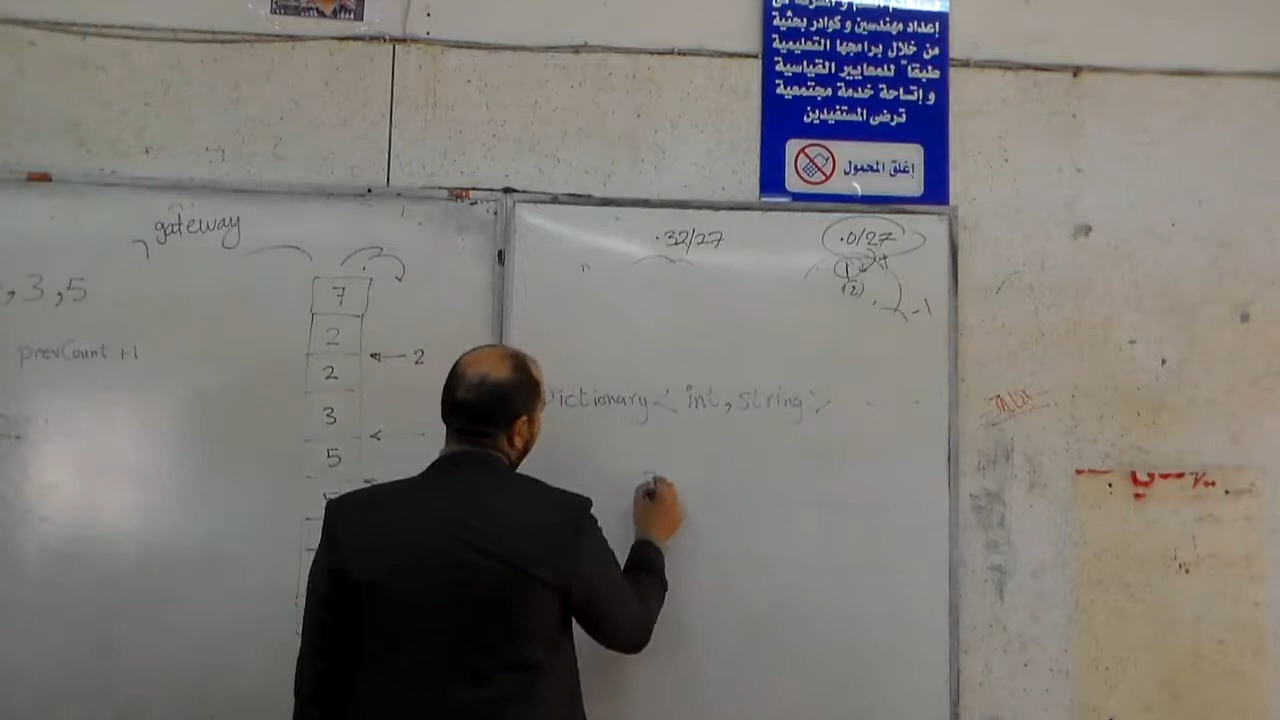 إعداد مهندسين و كوادر بحثية
من خلال برامجها التعليمية
طبقاً للمعايير القياسية
و إتاحة خدمة مجتمعية
ترضى المستفيدين
إغلق المحمول
gateway
, 3 , 5
prevCount +1
7
2
2
3
5
2
.32/27
.0/27
Dictionary < int , string >